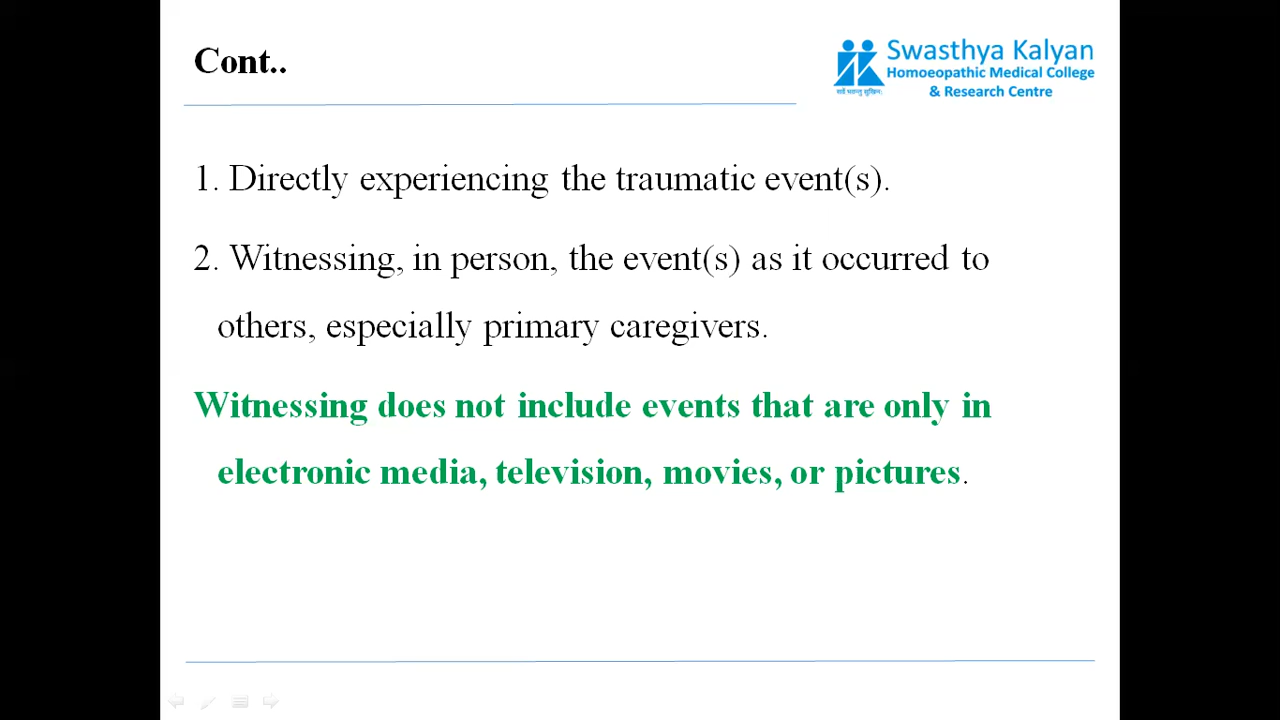 Cont..
Swasthya Kalyan
Homoeopathic Medical College
& Research Centre
सर्वे भवन्तु सुखिनः
1. Directly experiencing the traumatic event(s).
2. Witnessing, in person, the event(s) as it occurred to
others, especially primary caregivers.
Witnessing does not include events that are only in
electronic media, television, movies, or pictures.